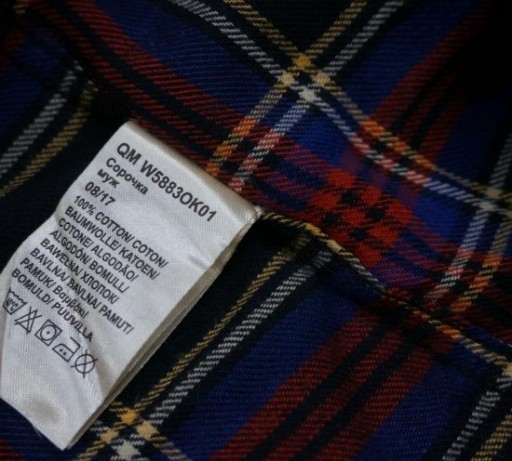 QM W5883OK01
Сорочка
муж
08/17
100% COTTON/ COTON/
BAUMWOLLE/ KATOEN/
COTONE/ ALGODÃO/
ALGODÓN/ BOMULL/
BAWEŁNA/ ХЛОПОК/
BAVLNA/ BAVLNA/ PAMUT/
PAMUK/ Βαμβάκι/
BOMULD/ PUUVILLA